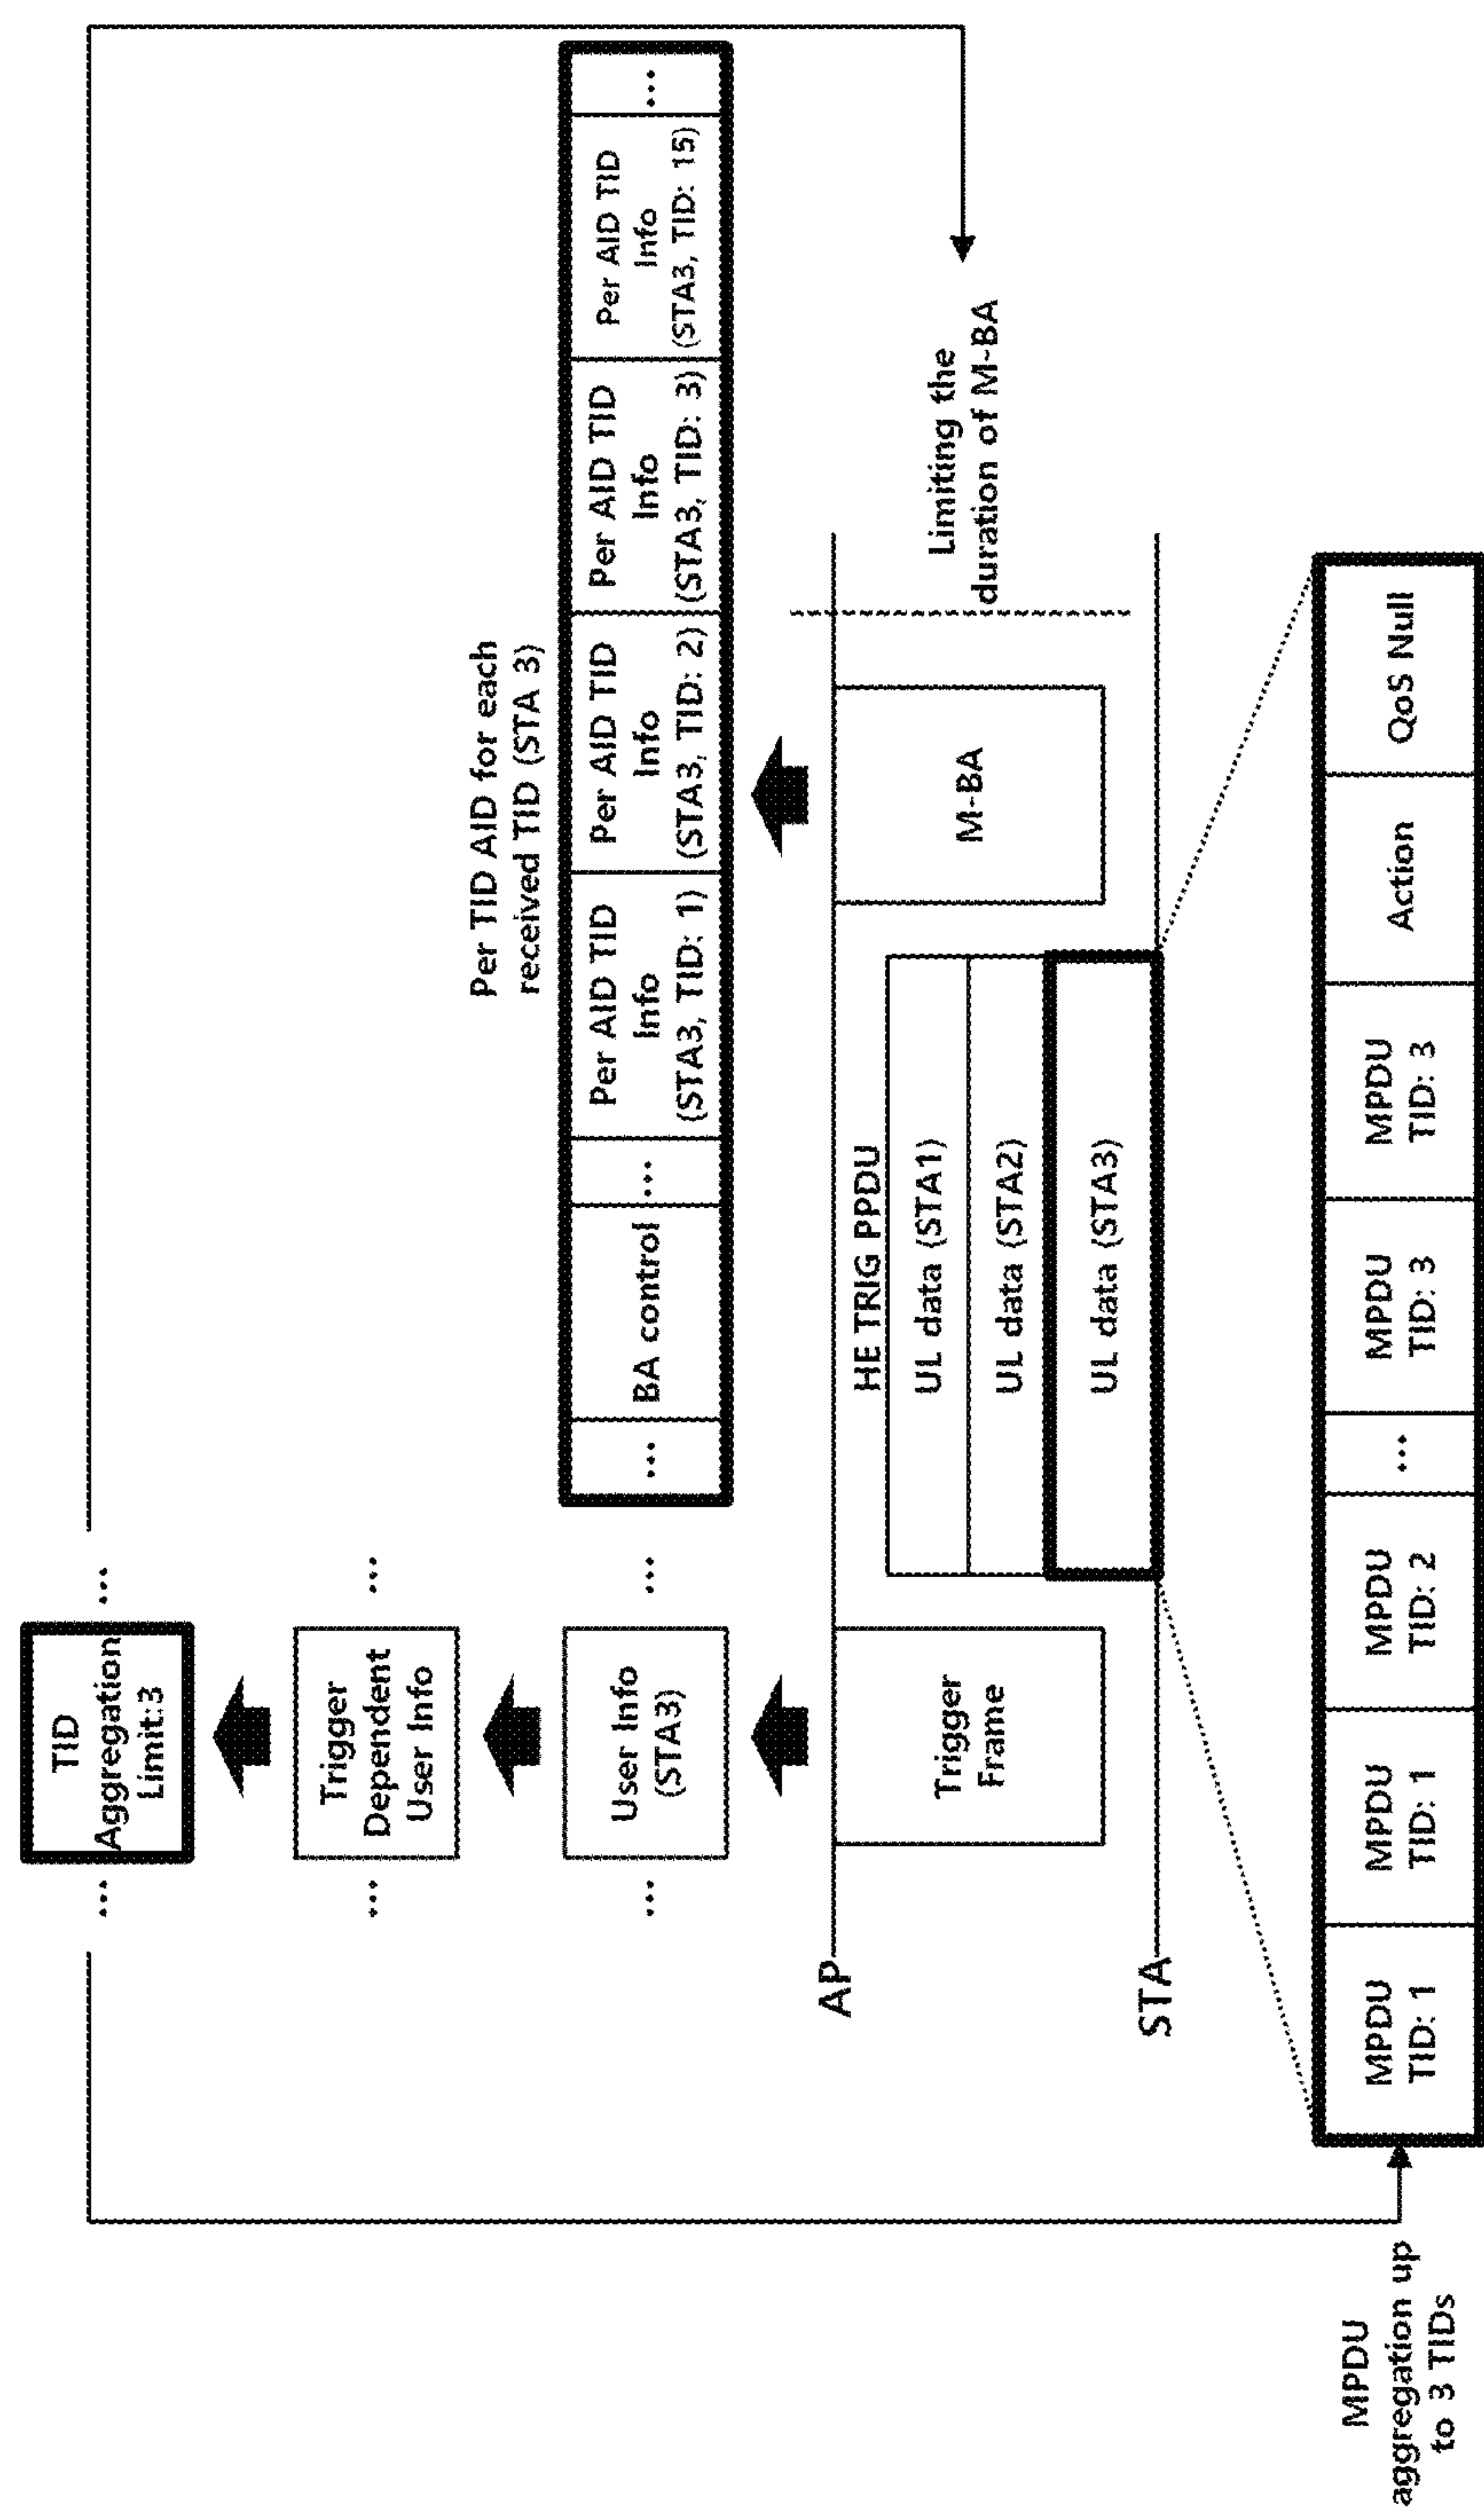 ...
TID
Aggregation
Limit:3
...
...
Trigger
Dependent
User Info
...
...
User Info
(STA3)
...
Per TID AID for each
received TID (STA 3)
...
BA control
...
Per AID TID
Info
(STA3, TID: 1)
Per AID TID
Info
(STA3, TID: 2)
Per AID TID
Info
(STA3, TID: 3)
Per AID TID
Info
(STA3, TID: 15)
...
AP
Trigger
Frame
HE TRIG PPDU
UL data (STA1)
UL data (STA2)
UL data (STA3)
M-BA
Limiting the
duration of M-BA
STA
MPDU
aggregation up
to 3 TIDs
MPDU
TID: 1
MPDU
TID: 1
MPDU
TID: 2
...
MPDU
TID: 3
MPDU
TID: 3
Action
QoS Null